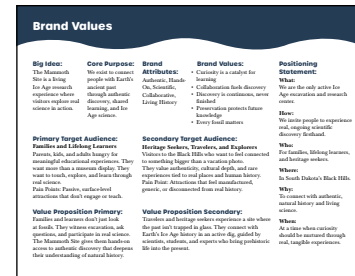 Brand Values
Big Idea:
The Mammoth
Site is a living
Ice Age research
experience where
visitors explore real
science in action.
Core Purpose:
We exist to connect
people with Earth's
ancient past
through authentic
discovery, shared
learning, and Ice
Age science.
Brand
Attributes:
Authentic, Hands-
On, Scientific,
Collaborative,
Living History
Brand Values:
• Curiosity is a catalyst for
learning
• Collaboration fuels discovery
• Discovery is continuous, never
finished
• Preservation protects future
knowledge
• Every fossil matters
Positioning
Statement:
What:
We are the only active Ice
Age excavation and research
center.
How:
We invite people to experience
real, ongoing scientific
discovery firsthand.
Who:
For families, lifelong learners,
and heritage seekers.
Where:
In South Dakota's Black Hills.
Why:
To connect with authentic,
natural history and living
science.
When:
At a time when curiosity
should be nurtured through
real, tangible experiences.
Primary Target Audience:
Families and Lifelong Learners
Parents, kids, and adults hungry for
meaningful educational experiences. They
want more than a museum display. They
want to touch, explore, and learn through
real science.
Pain Points: Passive, surface-level
attractions that don't engage or teach.
Secondary Target Audience:
Heritage Seekers, Travelers, and Explorers
Visitors to the Black Hills who want to feel connected
to something bigger than a vacation photo.
They value authenticity, cultural depth, and rare
experiences tied to real places and human history.
Pain Point: Attractions that feel manufactured,
generic, or disconnected from real history.
Value Proposition Primary:
Families and learners don't just look
at fossils. They witness excavation, ask
questions, and participate in real science.
The Mammoth Site gives them hands-on
access to authentic discovery that deepens
their understanding of natural history.
Value Proposition Secondary:
Travelers and heritage seekers experience a site where
the past isn't trapped in glass. They connect with
Earth's Ice Age history in an active dig, guided by
scientists, students, and experts who bring prehistoric
life into the present.